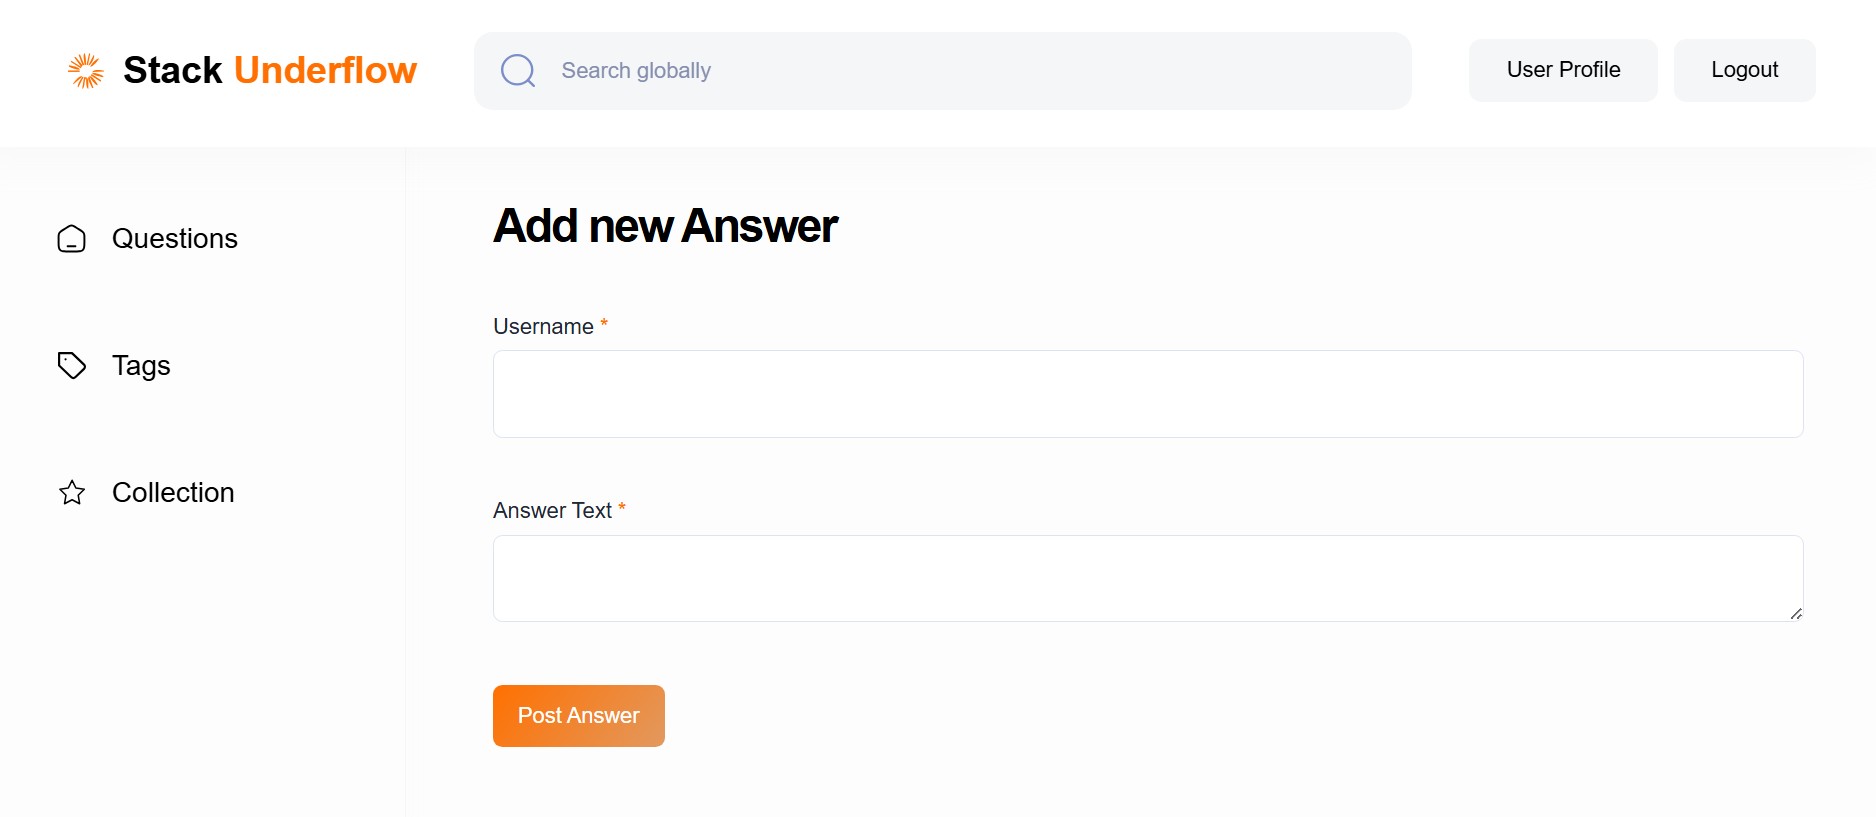 Stack Underflow
Search globally
User Profile
Logout
Questions
Tags
Collection
Add new Answer
Username *
Answer Text *
Post Answer